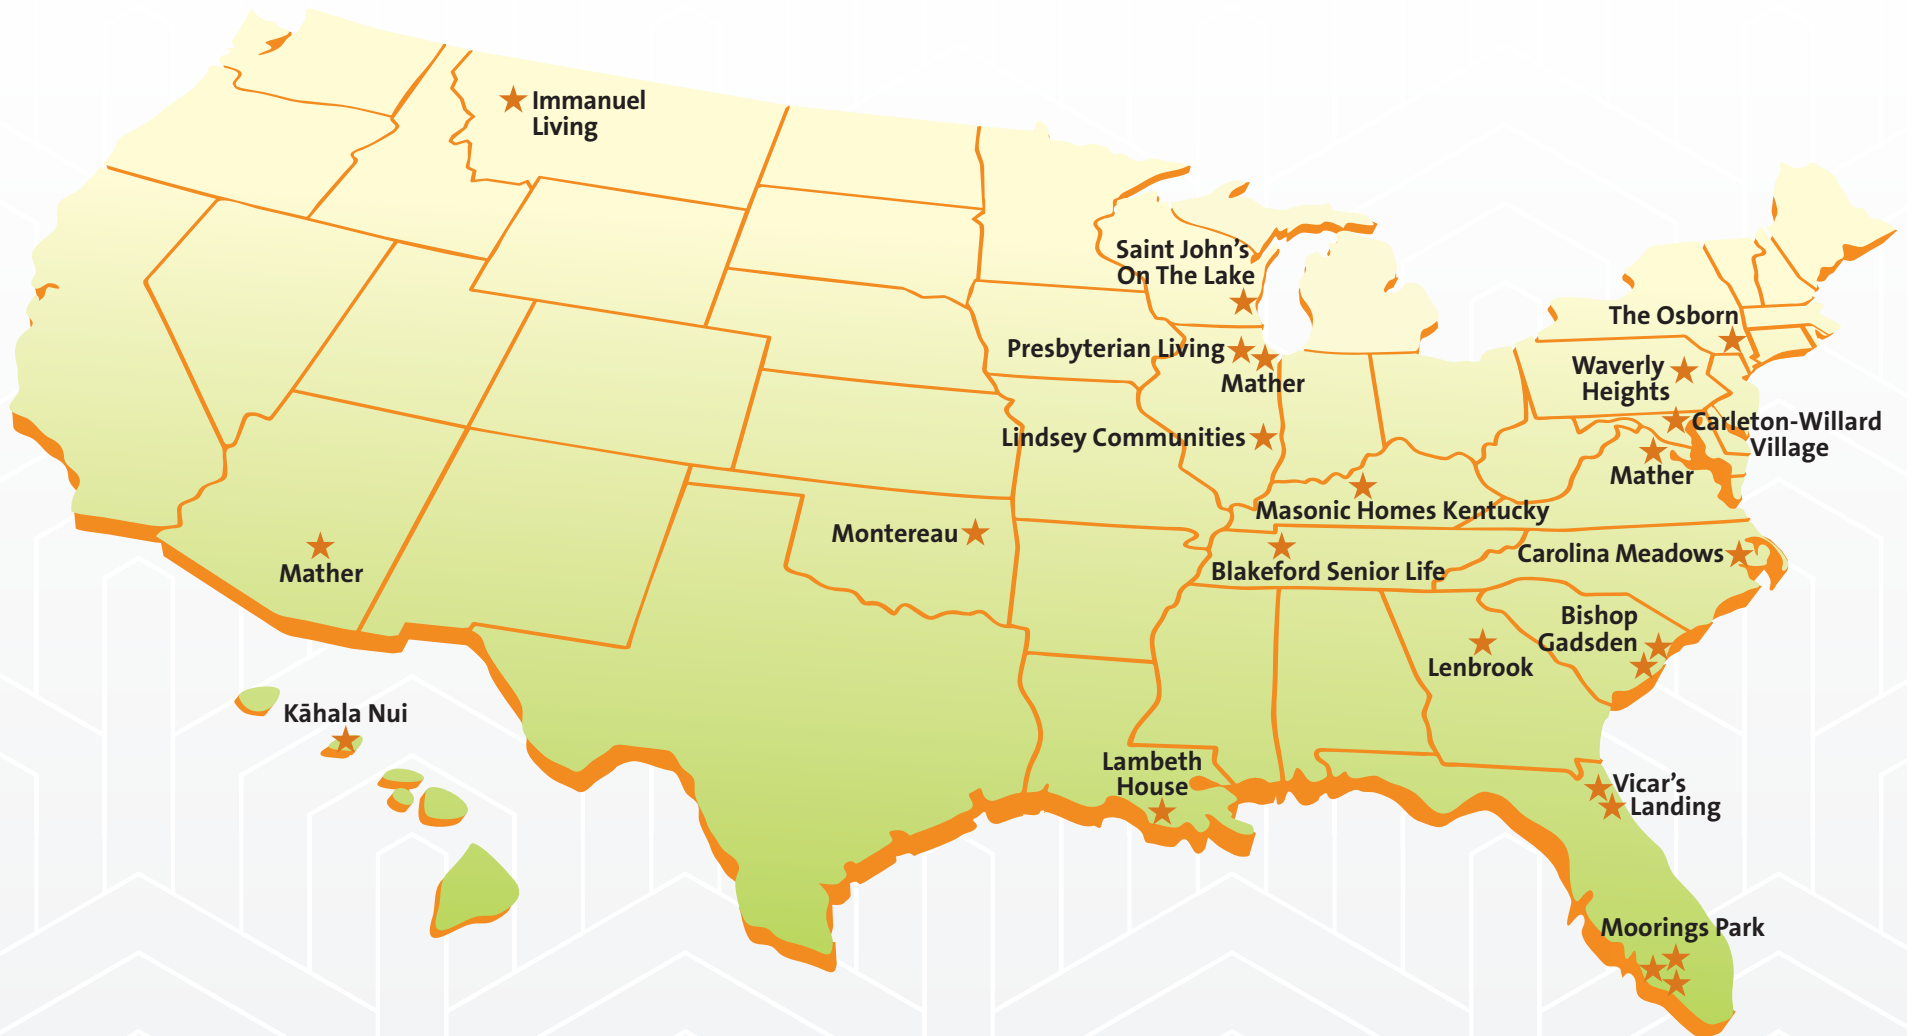 Immanuel
Living
Saint John's
On The Lake
The Osborn
Presbyterian Living
Mather
Waverly
Heights
Carleton-Willard
Village
Lindsey Communities
Mather
Masonic Homes Kentucky
Montereau
Carolina Meadows
Mather
Blakeford Senior Life
Bishop
Gadsden
Lenbrook
Kāhala Nui
Lambeth
House
Vicar's
Landing
Moorings Park